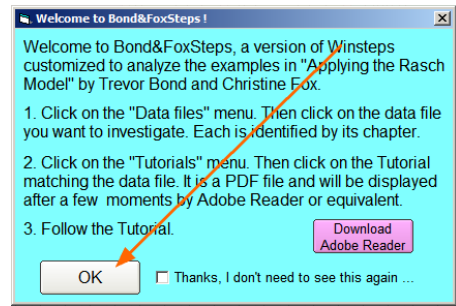 Welcome to Bond&FoxSteps !
Welcome to Bond&FoxSteps, a version of Winsteps
customized to analyze the examples in "Applying the Rasch
Model" by Trevor Bond and Christine Fox.
1. Click on the "Data files" menu. Then click on the data file
you want to investigate. Each is identified by its chapter.
2. Click on the "Tutorials" menu. Then click on the Tutorial
matching the data file. It is a PDF file and will be displayed
after a few moments by Adobe Reader or equivalent.
3. Follow the Tutorial.
Download
Adobe Reader
OK
Thanks, I don't need to see this again ...